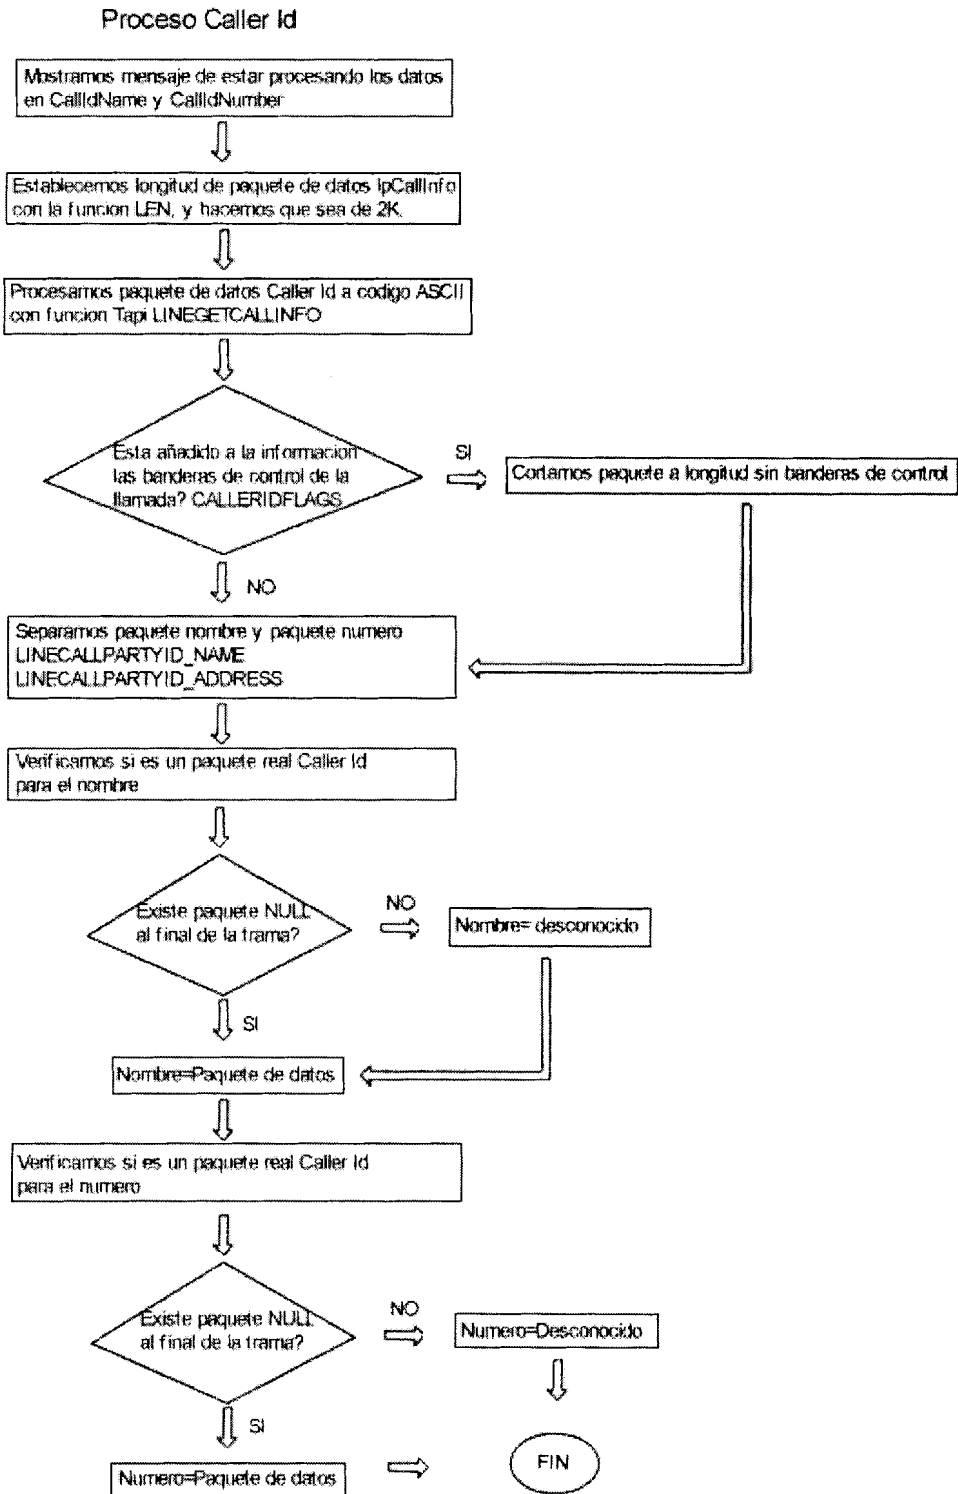 Proceso Caller Id
Mostramos mensaje de estar procesando los datos
en CallIdName y CallIdNumber
Establecemos longitud de paquete de datos lpCallInfo
con la funcion LEN, y hacemos que sea de 2K.
Procesamos paquete de datos Caller Id a codigo ASCII
con funcion Tapi LINEGETCALLINFO
Esta añadido a la informacion
las banderas de control de la
llamada? CALLERIDFLAGS
SI
Cortamos paquete a longitud sin banderas de control
NO
Separamos paquete nombre y paquete numero
LINECALLPARTYID_NAME
LINECALLPARTYID_ADDRESS
Verificamos si es un paquete real Caller Id
para el nombre
Existe paquete NULL
al final de la trama?
NO
Nombre= desconocido
SI
Nombre=Paquete de datos
Verificamos si es un paquete real Caller Id
para el numero
Existe paquete NULL
al final de la trama?
NO
Numero=Desconocido
SI
Numero=Paquete de datos
FIN